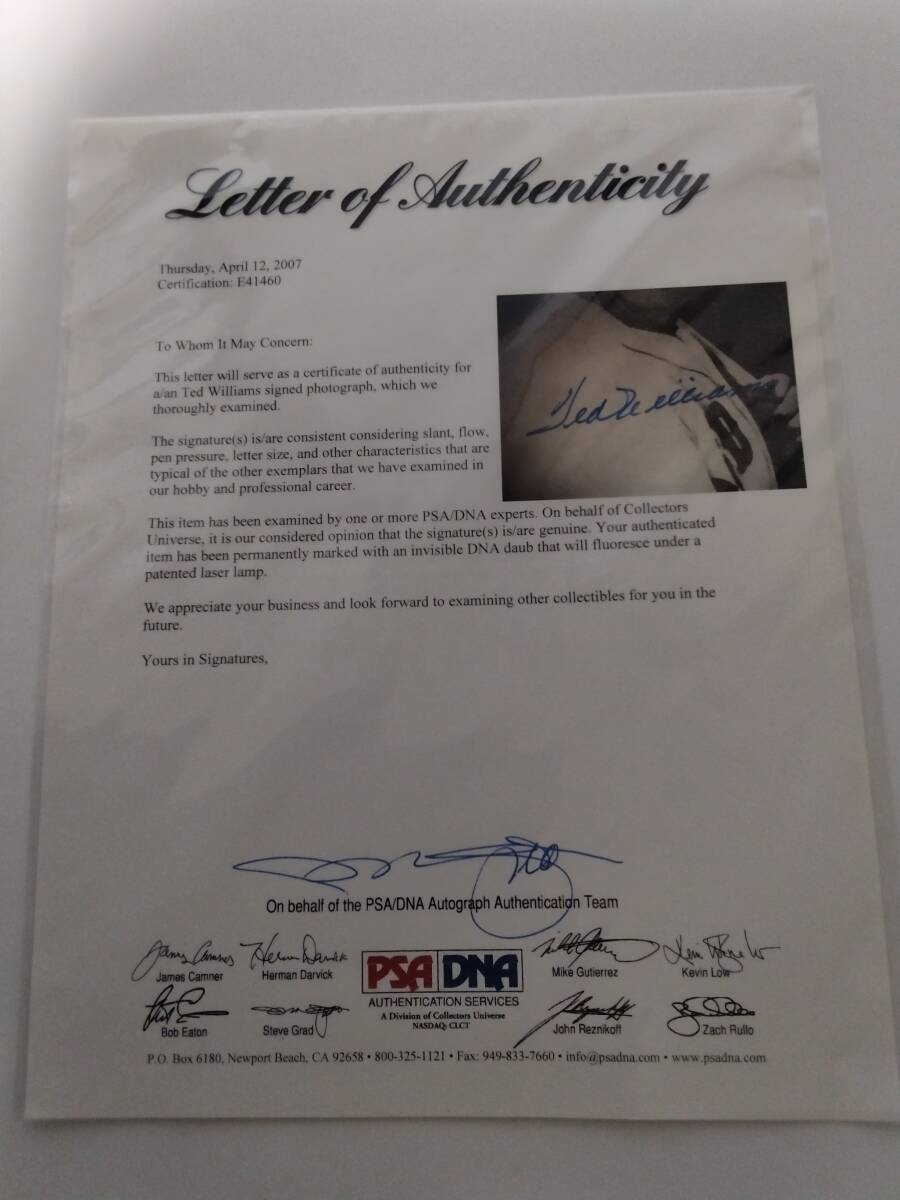 Letter of Authenticity
Thursday, April 12, 2007
Certification: E41460
To Whom It May Concern:
This letter will serve as a certificate of authenticity for
a/an Ted Williams signed photograph, which we
thoroughly examined.
The signature(s) is/are consistent considering slant, flow,
pen pressure, letter size, and other characteristics that are
typical of the other exemplars that we have examined in
our hobby and professional career.
Ted Williams
This item has been examined by one or more PSA/DNA experts. On behalf of Collectors
Universe, it is our considered opinion that the signature(s) is/are genuine. Your authenticated
item has been permanently marked with an invisible DNA daub that will fluoresce under a
patented laser lamp.
We appreciate your business and look forward to examining other collectibles for you in the
future.
Yours in Signatures,
On behalf of the PSA/DNA Autograph Authentication Team
James Camner
Herman Darvick
James Camner
Herman Darvick
Bob Eaton
Steve Grad
PSA DNA
AUTHENTICATION SERVICES
A Division of Collectors Universe
NASDAQ: CLCT
Mike Gutierrez
Kevin Low
John Reznikoff
Zach Rullo
P.O. Box 6180, Newport Beach, CA 92658 • 800-325-1121 • Fax: 949-833-7660 • info@psadna.com • www.psadna.com